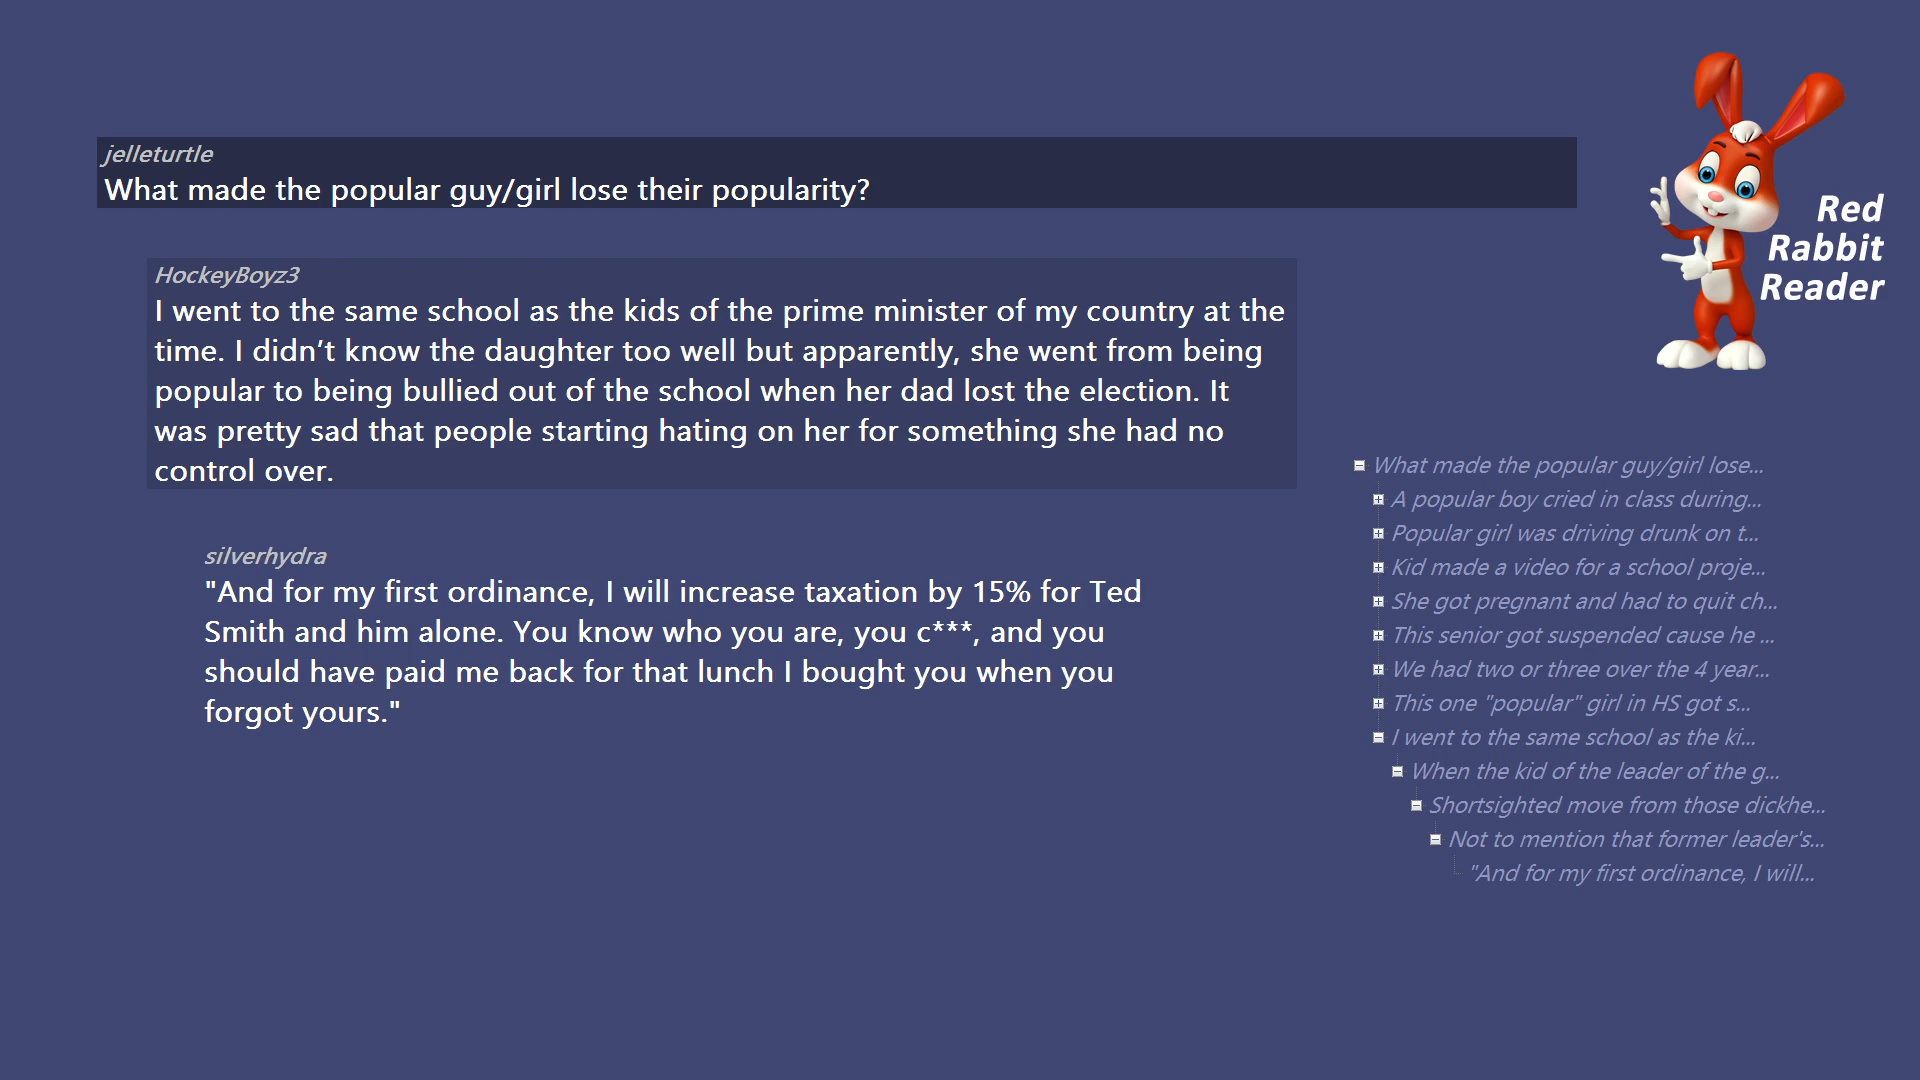 jelleturtle
What made the popular guy/girl lose their popularity?
HockeyBoyz3
I went to the same school as the kids of the prime minister of my country at the
time. I didn’t know the daughter too well but apparently, she went from being
popular to being bullied out of the school when her dad lost the election. It
was pretty sad that people starting hating on her for something she had no
control over.
silverhydra
"And for my first ordinance, I will increase taxation by 15% for Ted
Smith and him alone. You know who you are, you c***, and you
should have paid me back for that lunch I bought you when you
forgot yours."
Red
Rabbit
Reader
What made the popular guy/girl lose...
A popular boy cried in class during...
Popular girl was driving drunk on t...
Kid made a video for a school proje...
She got pregnant and had to quit ch...
This senior got suspended cause he ...
We had two or three over the 4 year...
This one "popular" girl in HS got s...
I went to the same school as the ki...
When the kid of the leader of the g...
Shortsighted move from those dickhe...
Not to mention that former leader's...
"And for my first ordinance, I will...